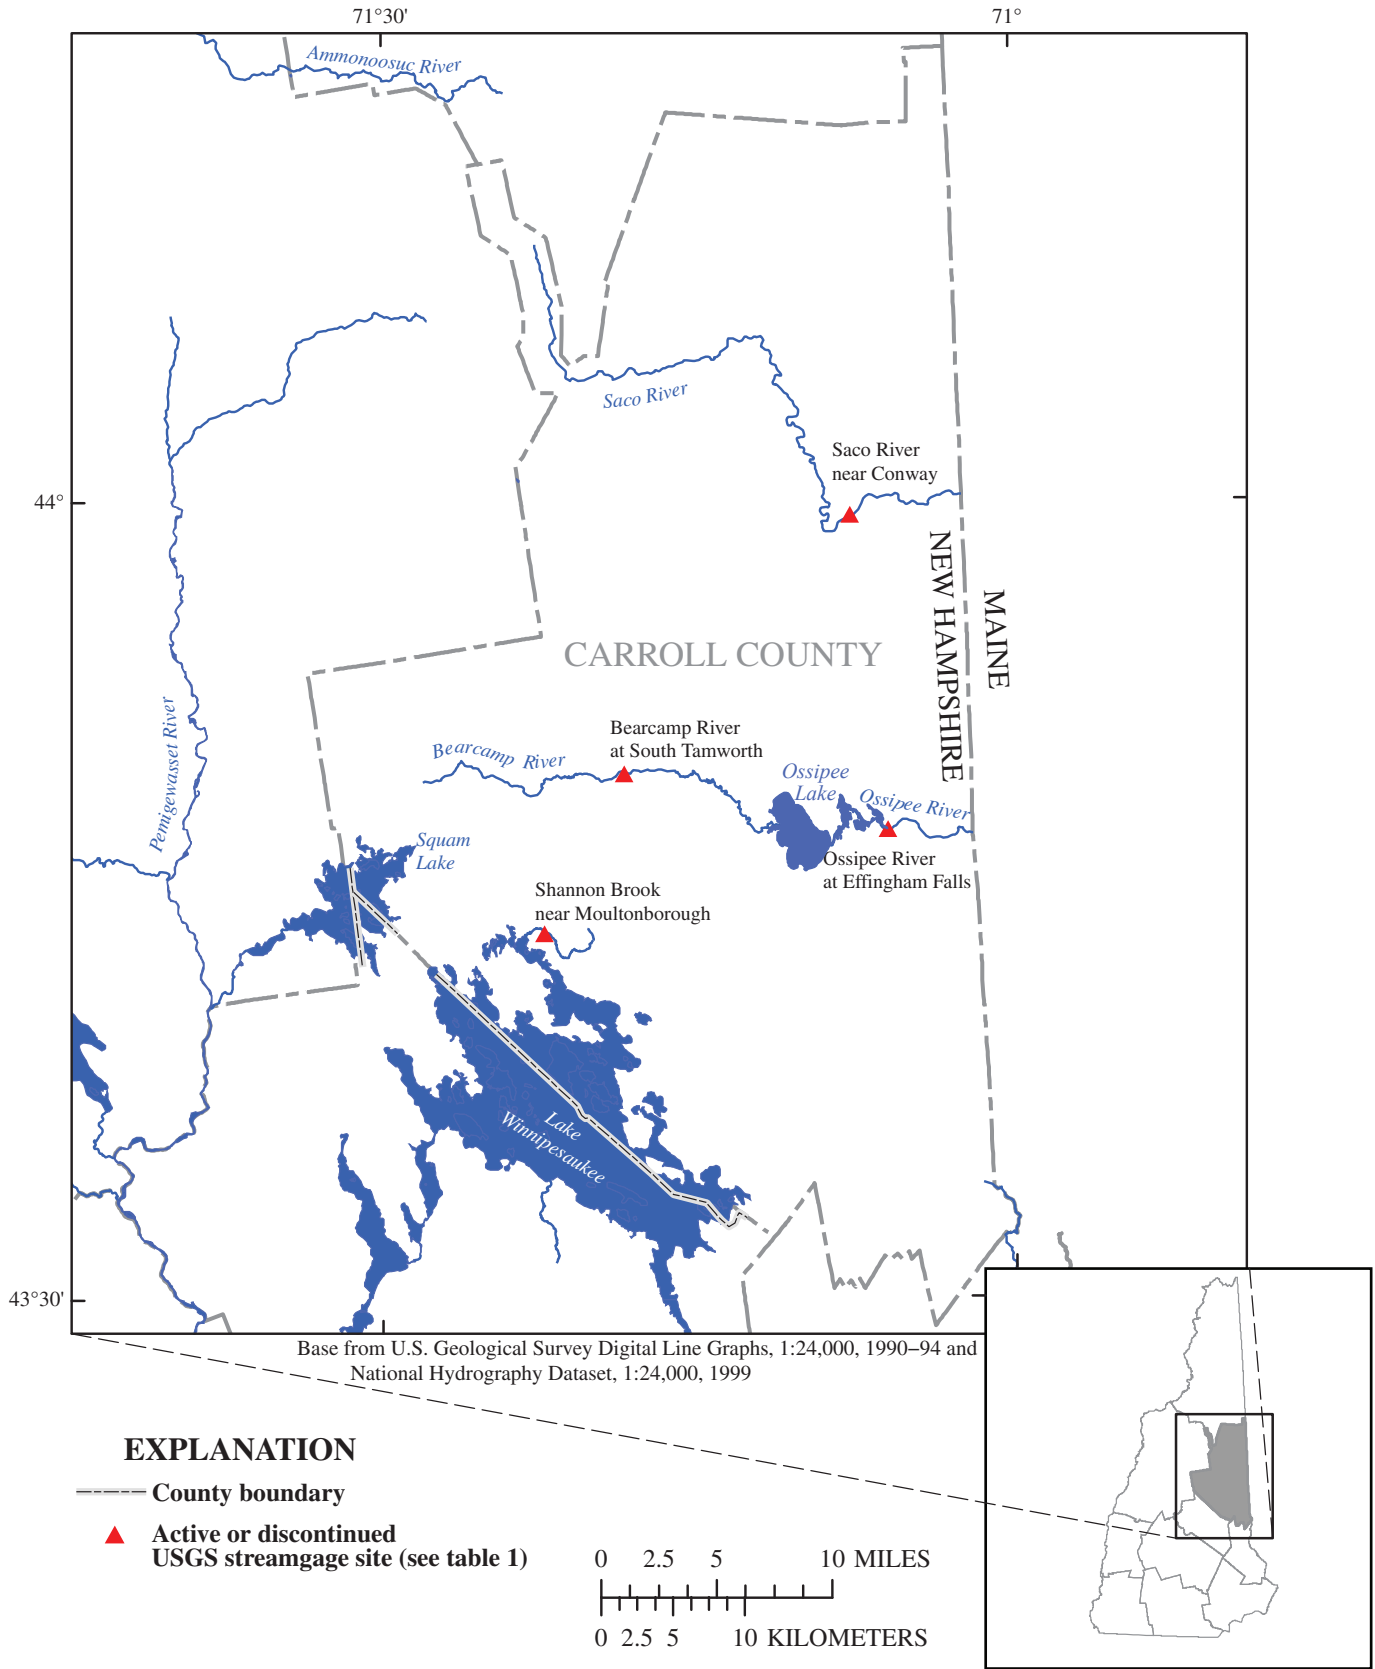 71°30'
71°
Ammonoosuc River
Saco River
Saco River
near Conway
44°
NEW HAMPSHIRE
MAINE
CARROLL COUNTY
Pemigewasset River
Bearcamp River
Bearcamp River
at South Tamworth
Ossipee
Lake
Ossipee River
Ossipee River
at Effingham Falls
Squam
Lake
Shannon Brook
near Moultonborough
Lake
Winnipesaukee
43°30'
Base from U.S. Geological Survey Digital Line Graphs, 1:24,000, 1990–94 and
National Hydrography Dataset, 1:24,000, 1999
EXPLANATION
County boundary
Active or discontinued
USGS streamgage site (see table 1)
0 2.5 5 10 MILES
0 2.5 5 10 KILOMETERS